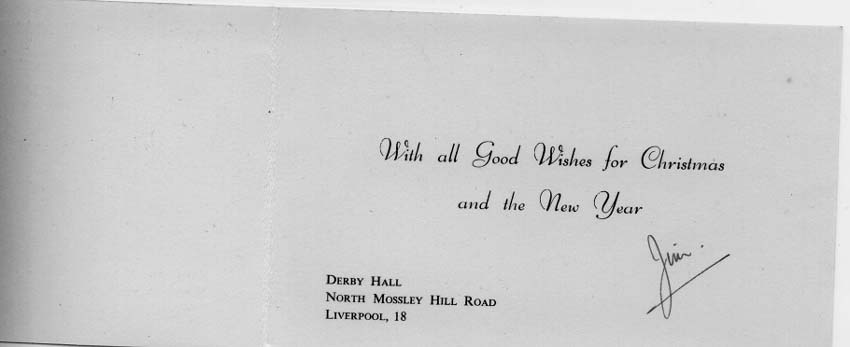 With all Good Wishes for Christmas
and the New Year
Jim.
DERBY HALL
NORTH MOSSLEY HILL ROAD
LIVERPOOL, 18